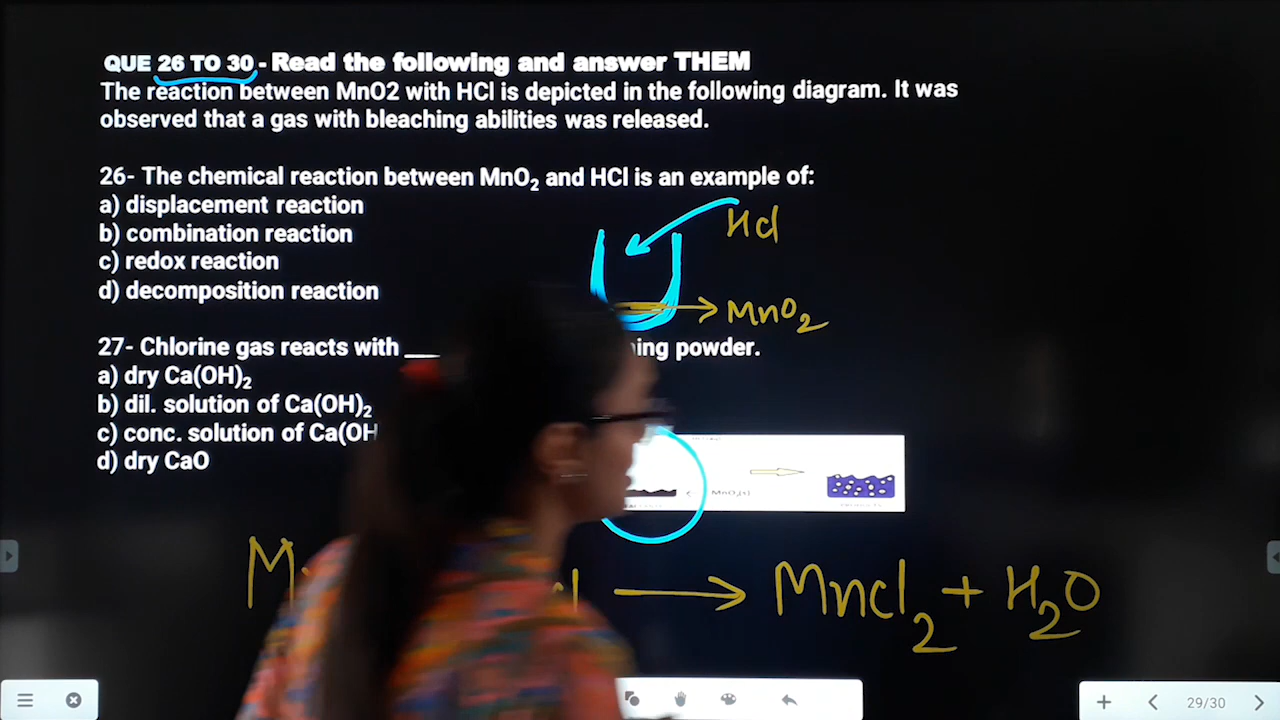 QUE 26 TO 30 - Read the following and answer THEM
The reaction between MnO2 with HCl is depicted in the following diagram. It was
observed that a gas with bleaching abilities was released.
26- The chemical reaction between MnO₂ and HCl is an example of:
a) displacement reaction
b) combination reaction
c) redox reaction
d) decomposition reaction
Hcl
MnO₂
27- Chlorine gas reacts with ing powder.
a) dry Ca(OH)₂
b) dil. solution of Ca(OH)₂
c) conc. solution of Ca(OH
d) dry CaO
MnO₂(s)
M l → Mncl₂ + H₂O
29/30